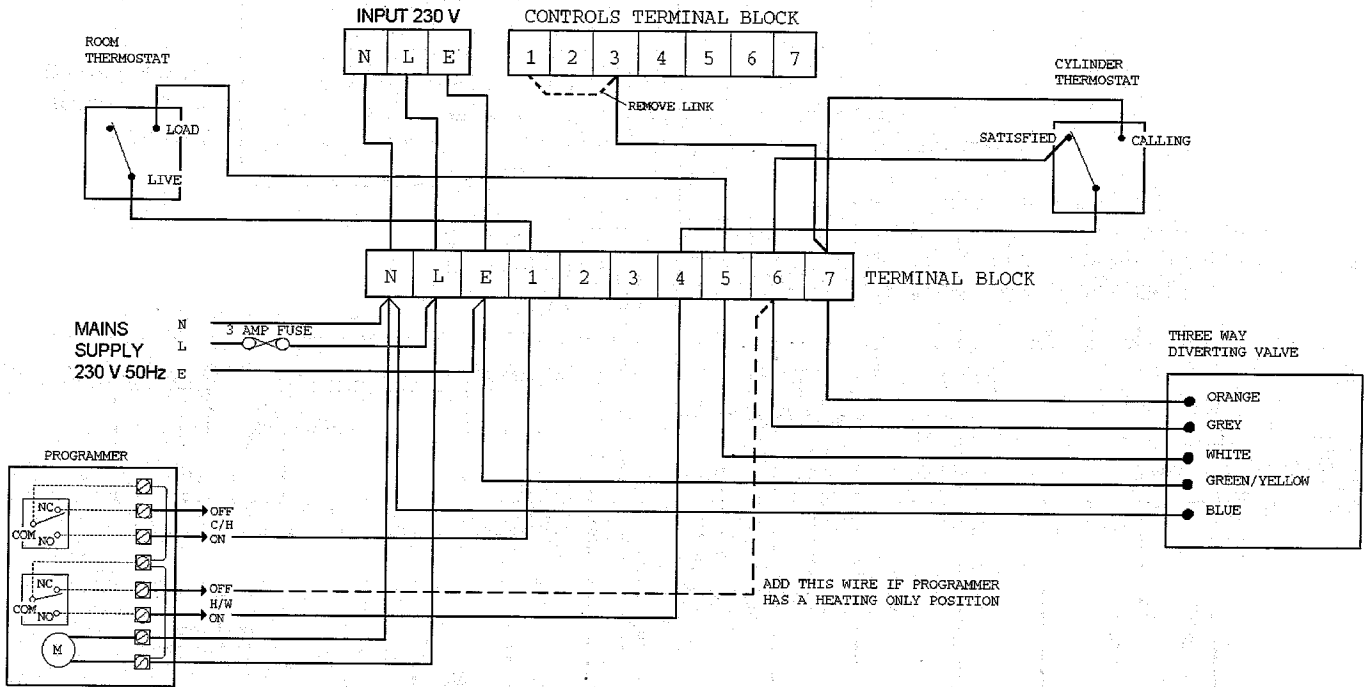 INPUT 230 V
CONTROLS TERMINAL BLOCK
N L E
1 2 3 4 5 6 7
ROOM
THERMOSTAT
LOAD
LIVE
REMOVE LINK
CYLINDER
THERMOSTAT
SATISFIED
CALLING
N L E 1 2 3 4 5 6 7
TERMINAL BLOCK
MAINS
SUPPLY
230 V 50Hz
N
L
E
3 AMP FUSE
THREE WAY
DIVERTING VALVE
ORANGE
GREY
WHITE
GREEN/YELLOW
BLUE
PROGRAMMER
NC
COM
NO
OFF
C/H
ON
NC
COM
NO
OFF
H/W
ON
M
ADD THIS WIRE IF PROGRAMMER
HAS A HEATING ONLY POSITION